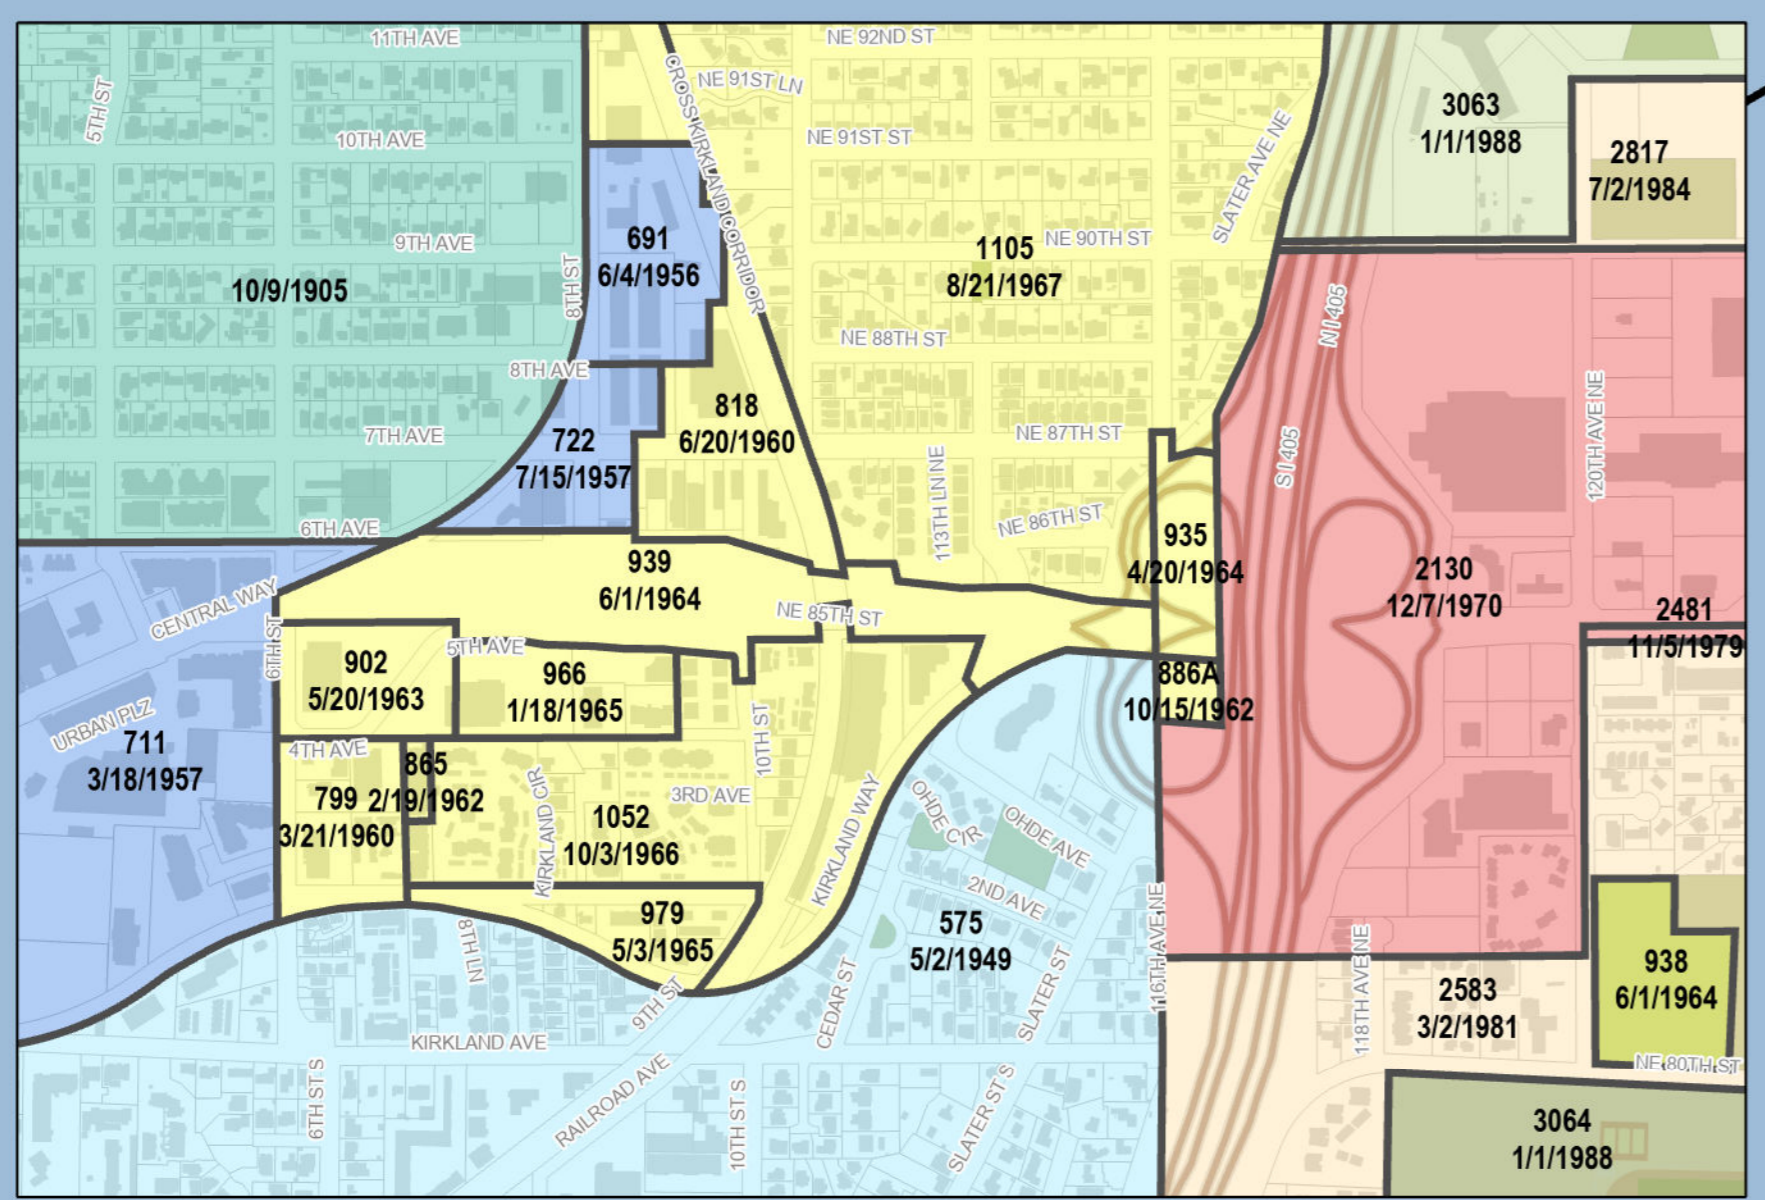 11TH AVE
NE 92ND ST
5TH ST
CROSS KIRKLAND CORRIDOR
NE 91ST LN
10TH AVE
NE 91ST ST
SLATER AVE NE
3063
1/1/1988
2817
7/2/1984
9TH AVE
8TH ST
691
6/4/1956
1105
8/21/1967
NE 90TH ST
10/9/1905
N I 405
NE 88TH ST
8TH AVE
120TH AVE NE
7TH AVE
722
7/15/1957
818
6/20/1960
NE 87TH ST
S I 405
113TH LN NE
6TH AVE
NE 86TH ST
935
4/20/1964
939
6/1/1964
2130
12/7/1970
CENTRAL WAY
NE 85TH ST
2481
11/5/1979
6TH ST
5TH AVE
902
5/20/1963
966
1/18/1965
886A
10/15/1962
URBAN PLZ
711
3/18/1957
4TH AVE
10TH ST
865
2/19/1962
799
3/21/1960
KIRKLAND CIR
3RD AVE
1052
10/3/1966
KIRKLAND WAY
OHDE CIR
OHDE AVE
2ND AVE
979
5/3/1965
8TH LN
575
5/2/1949
116TH AVE NE
118TH AVE NE
938
6/1/1964
9TH ST
CEDAR ST
SLATER ST
2583
3/2/1981
KIRKLAND AVE
NE 80TH ST
6TH ST S
RAILROAD AVE
10TH ST S
SLATER ST S
3064
1/1/1988